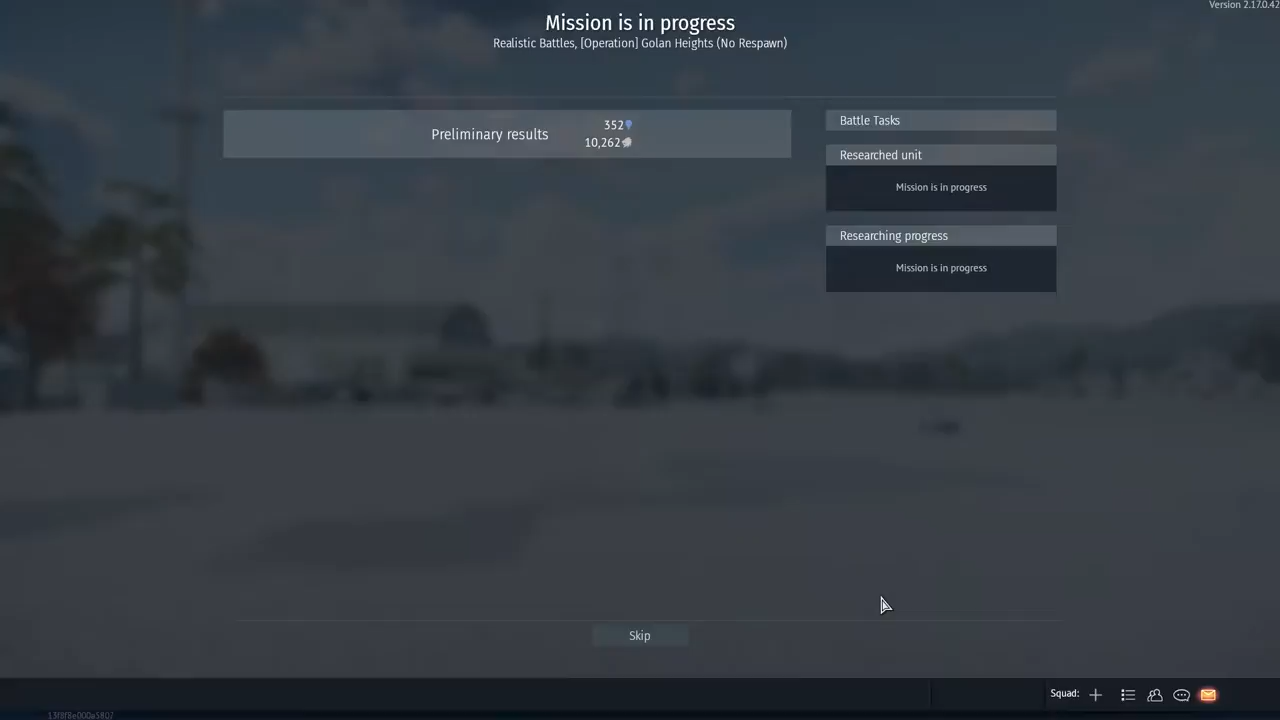 Version 2.17.0.42
Mission is in progress
Realistic Battles, [Operation] Golan Heights (No Respawn)
Preliminary results
352
10,262
Battle Tasks
Researched unit
Mission is in progress
Researching progress
Mission is in progress
Skip
Squad: